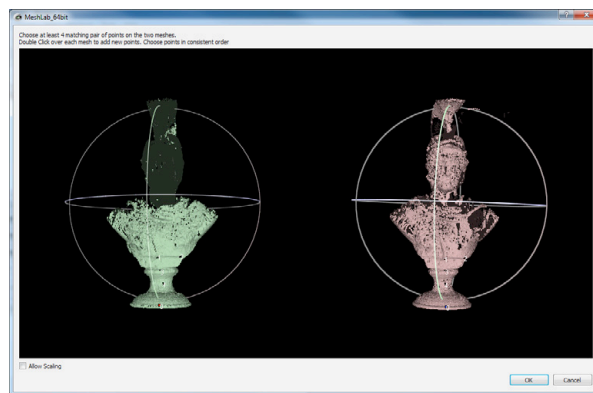 MeshLab_64bit
Choose at least 4 matching pair of points on the two meshes.
Double Click over each mesh to add new points. Choose points in consistent order
Allow Scaling
OK
Cancel